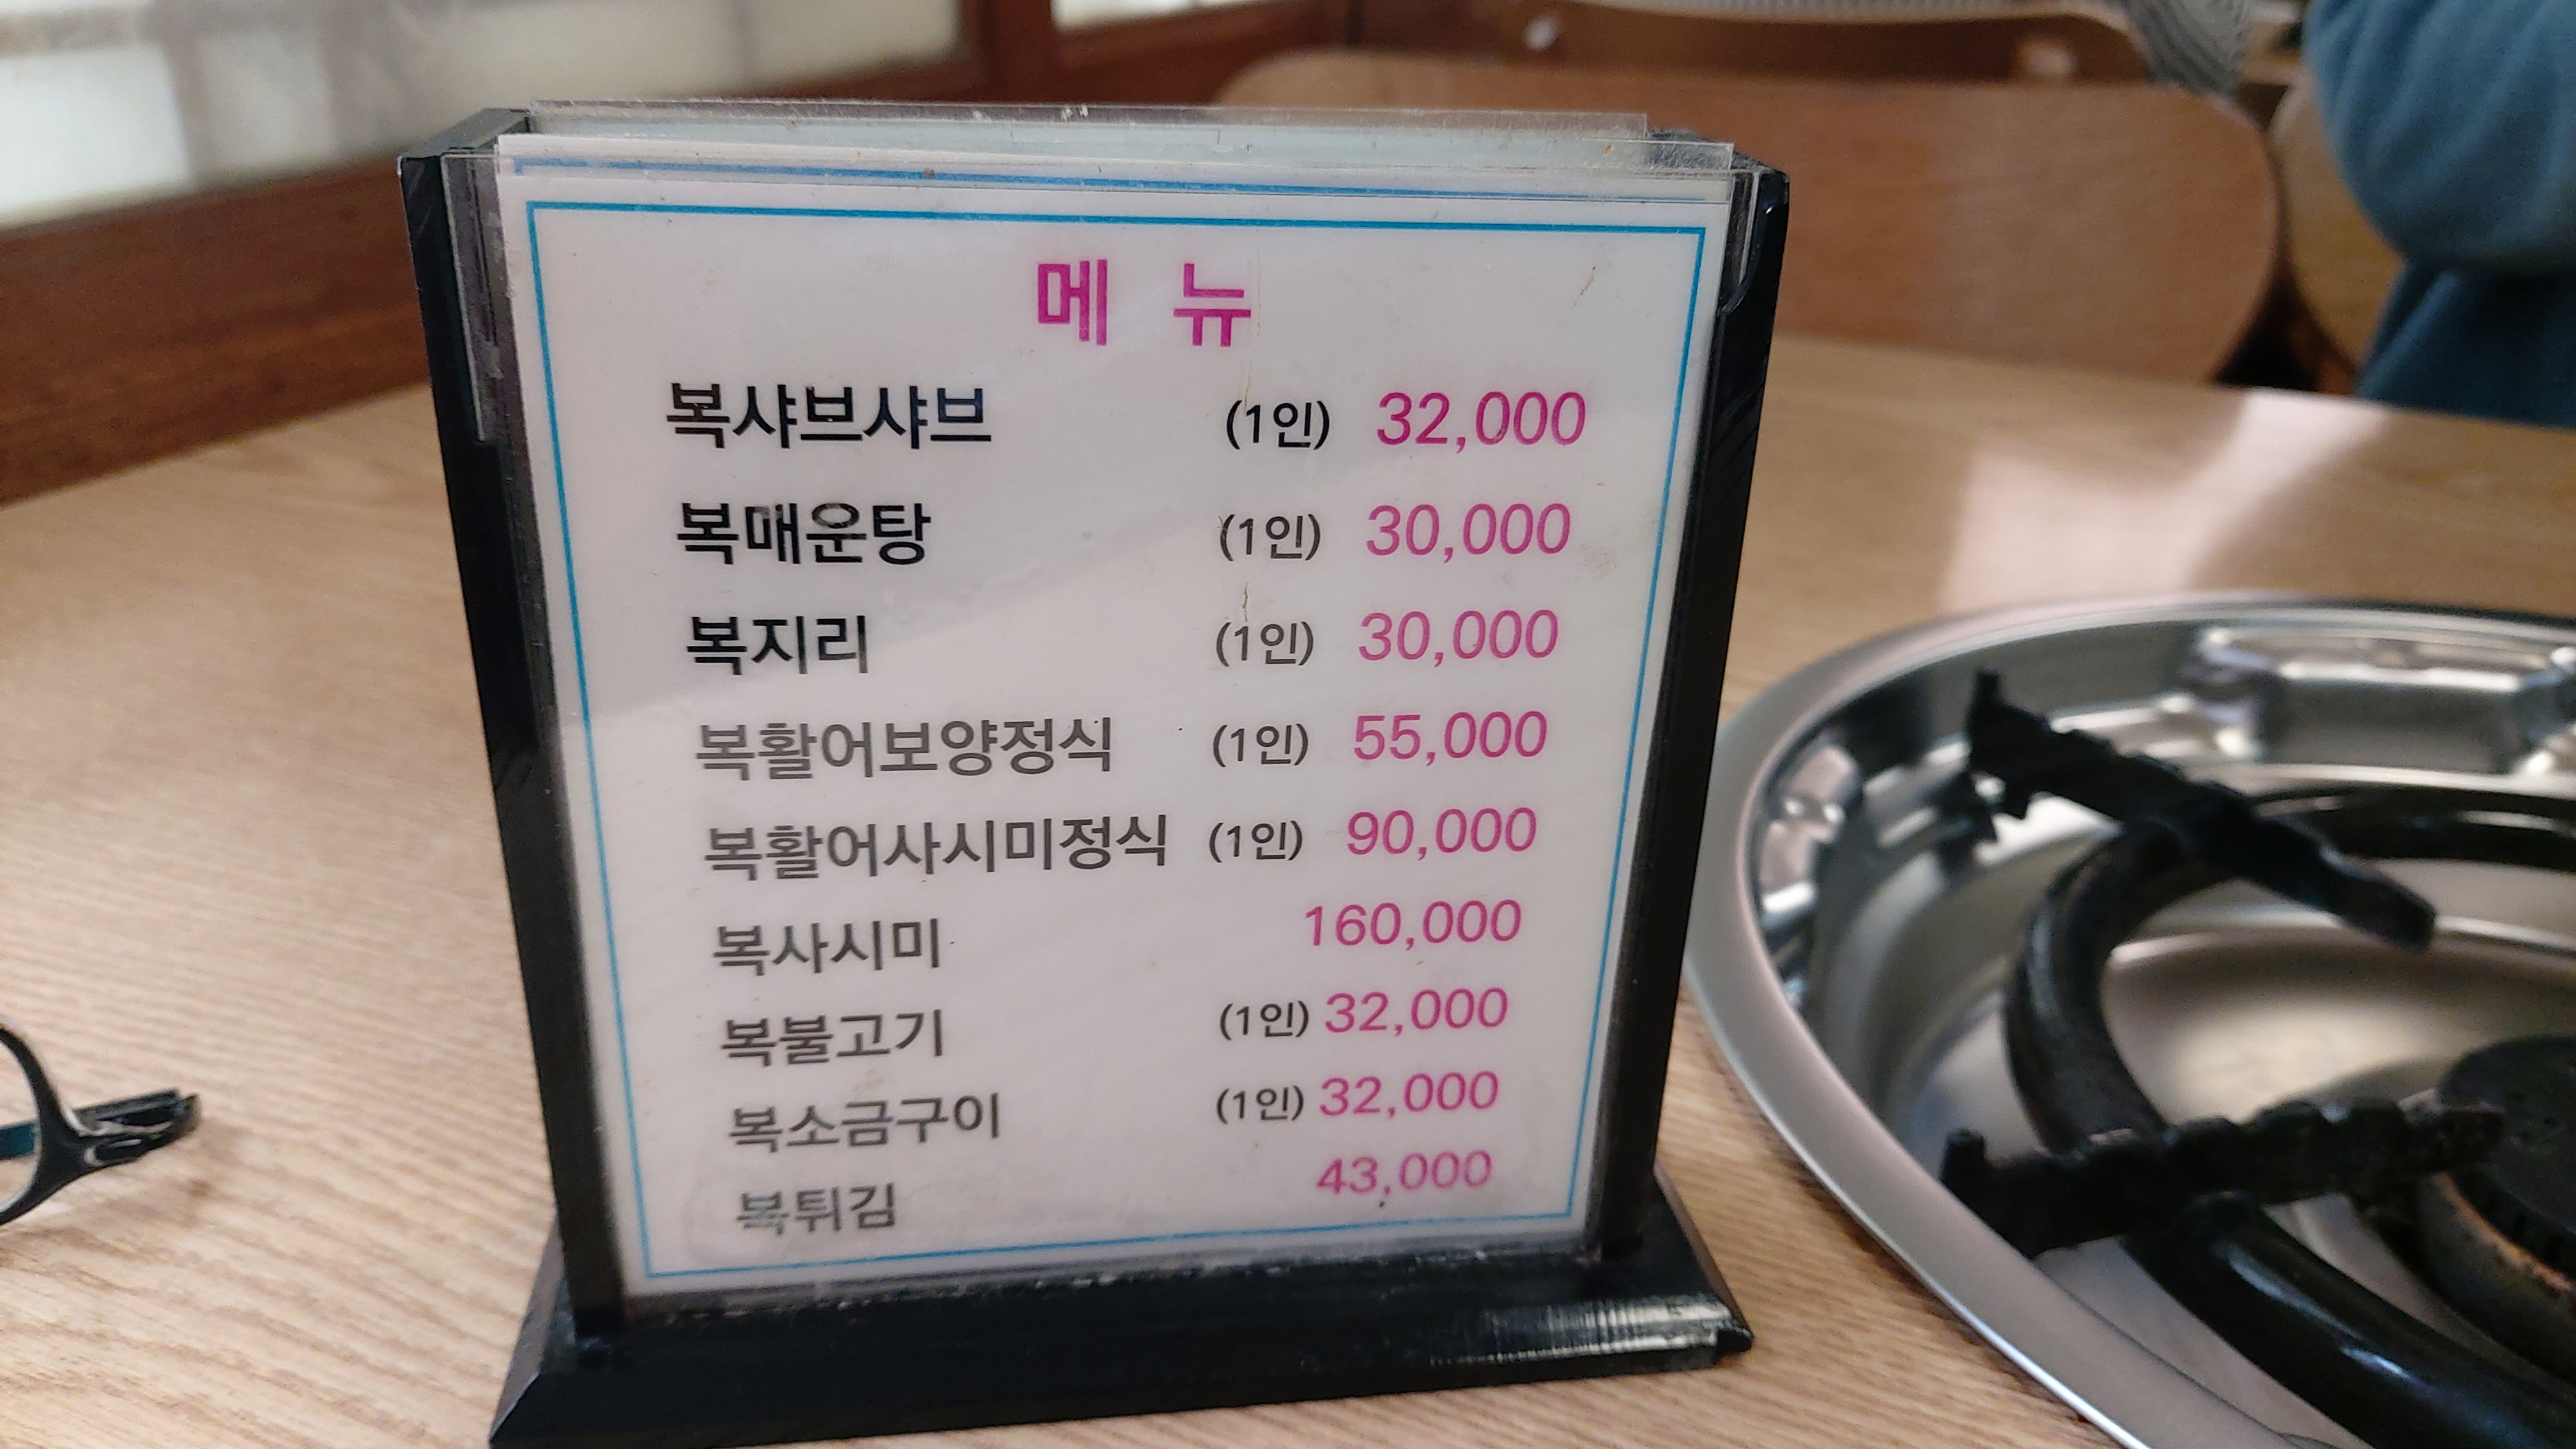 메 뉴
복샤브샤브 (1인) 32,000
복매운탕 (1인) 30,000
복지리 (1인) 30,000
복활어보양정식 (1인) 55,000
복활어사시미정식 (1인) 90,000
복사시미 160,000
복불고기 (1인) 32,000
복소금구이 (1인) 32,000
복튀김 43,000